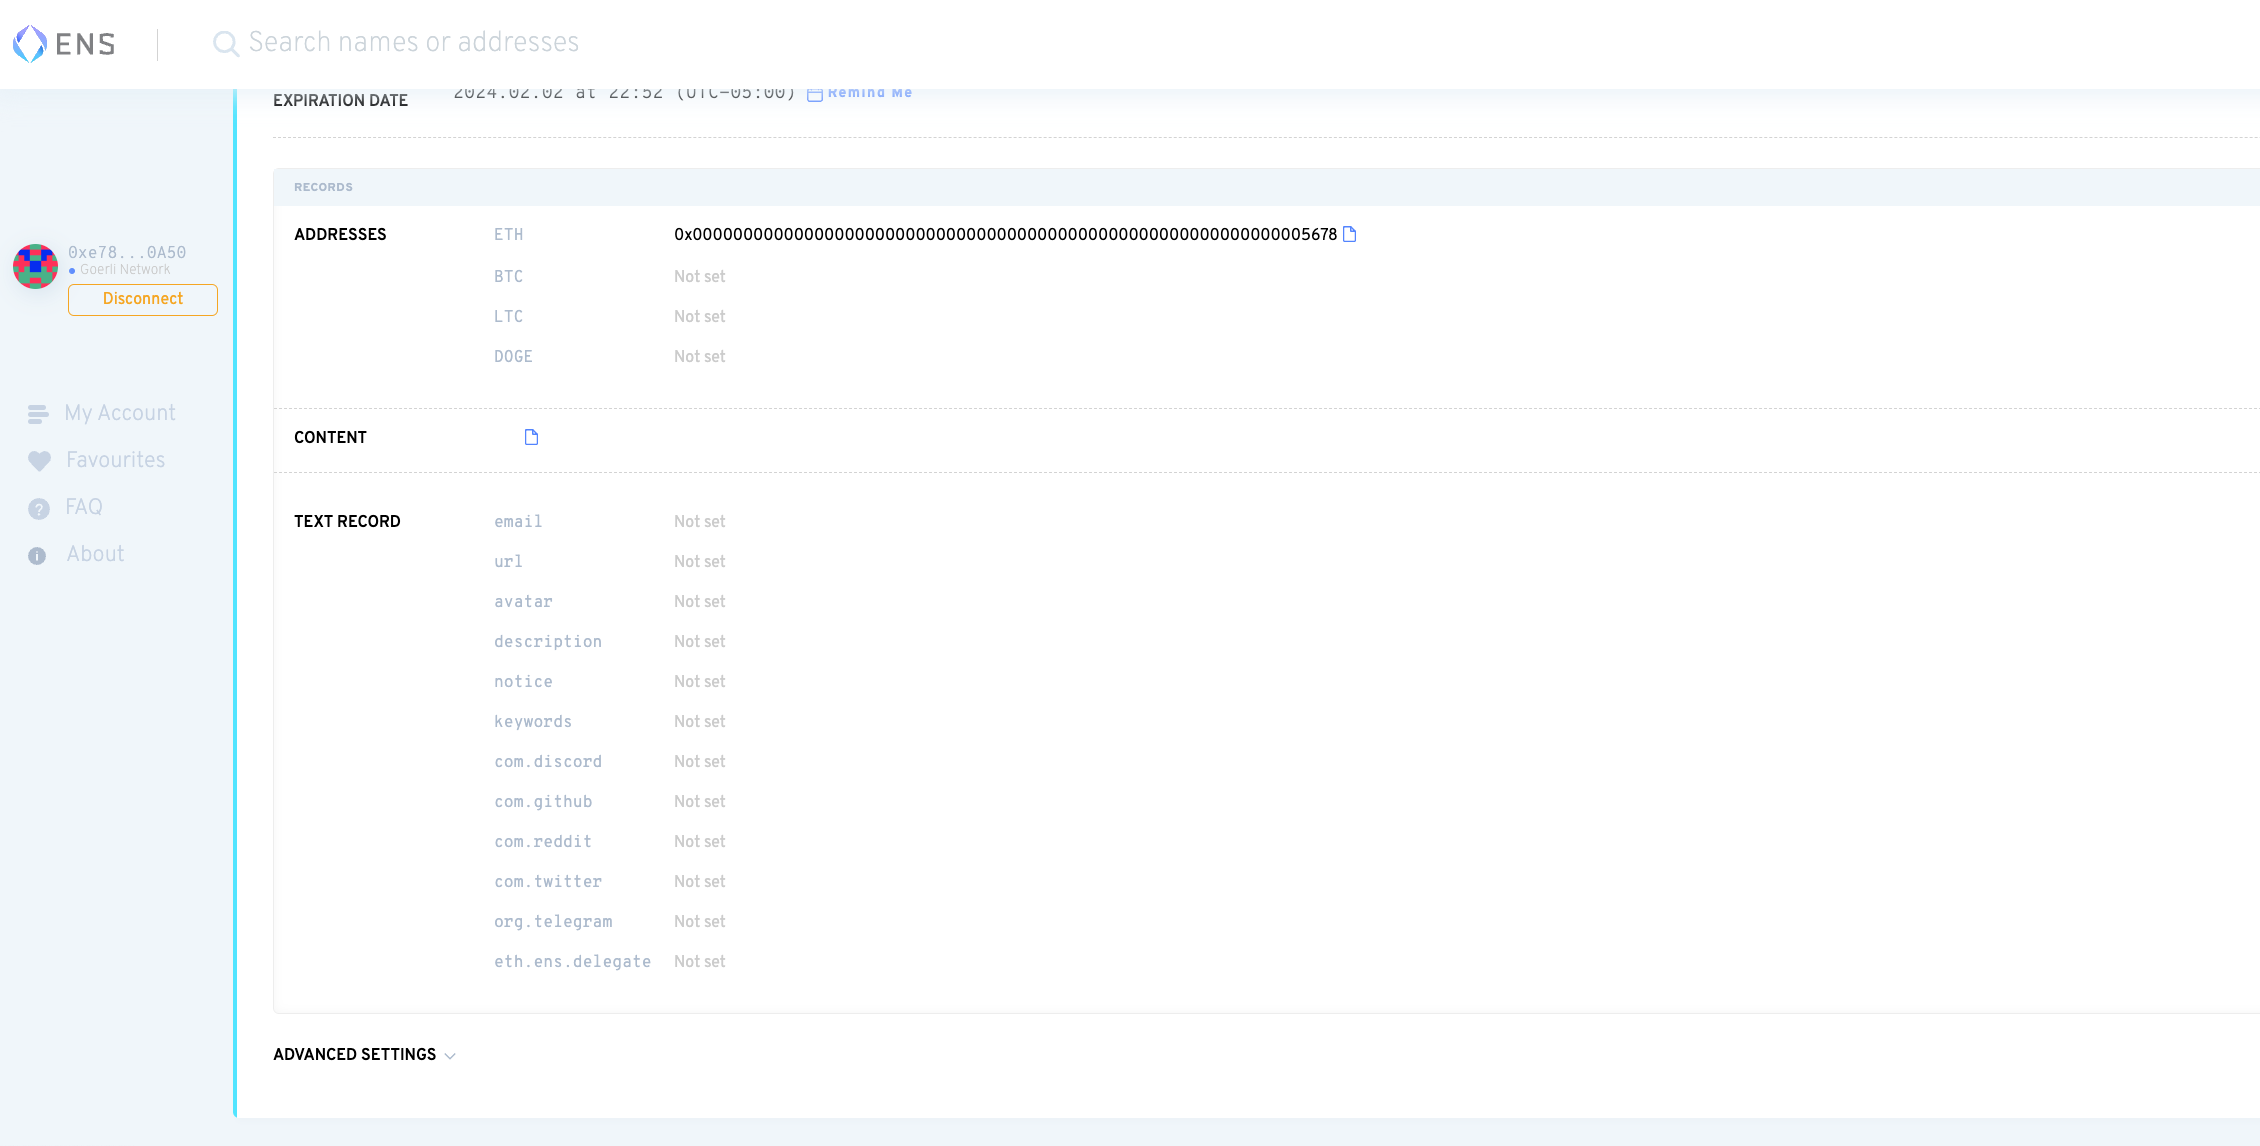 ENS
Search names or addresses
EXPIRATION DATE
2024.02.02 at 22:52 (UTC-05:00)
Remind Me
RECORDS
0xe78...0A50
Goerli Network
Disconnect
My Account
Favourites
FAQ
About
ADDRESSES
ETH 0x0000000000000000000000000000000000000000000000000000000000005678
BTC Not set
LTC Not set
DOGE Not set
CONTENT
TEXT RECORD
email Not set
url Not set
avatar Not set
description Not set
notice Not set
keywords Not set
com.discord Not set
com.github Not set
com.reddit Not set
com.twitter Not set
org.telegram Not set
eth.ens.delegate Not set
ADVANCED SETTINGS